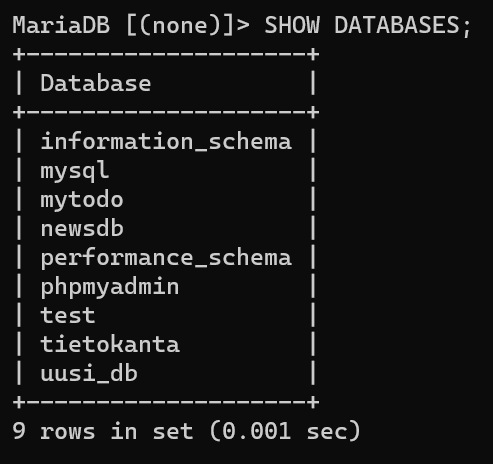 MariaDB [(none)]> SHOW DATABASES;
+--------------------+
| Database           |
+--------------------+
| information_schema |
| mysql              |
| mytodo             |
| newsdb             |
| performance_schema |
| phpmyadmin         |
| test               |
| tietokanta         |
| uusi_db            |
+--------------------+
9 rows in set (0.001 sec)